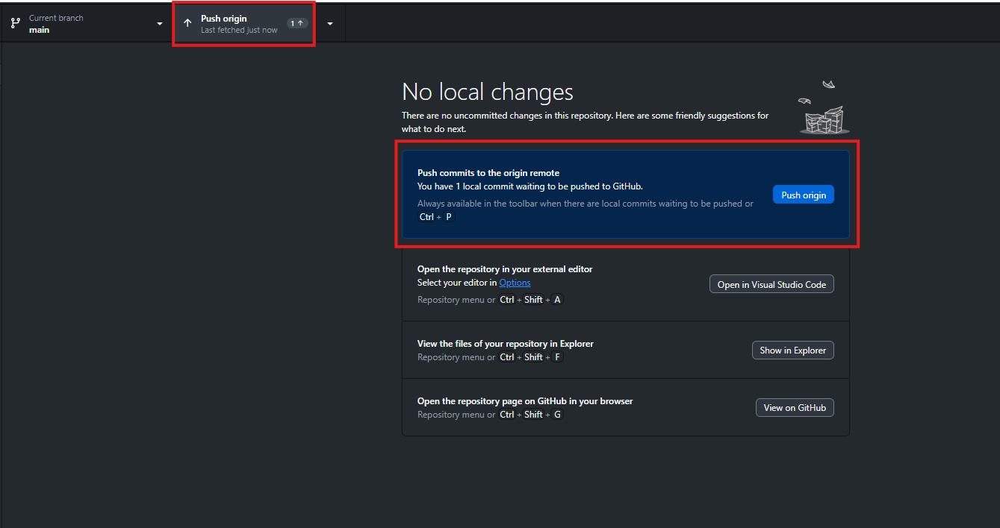 Current branch
main
Push origin
Last fetched just now
1
No local changes
There are no uncommitted changes in this repository. Here are some friendly suggestions for
what to do next.
Push commits to the origin remote
You have 1 local commit waiting to be pushed to GitHub.
Always available in the toolbar when there are local commits waiting to be pushed or
Ctrl + P
Push origin
Open the repository in your external editor
Select your editor in Options
Repository menu or Ctrl + Shift + A
Open in Visual Studio Code
View the files of your repository in Explorer
Repository menu or Ctrl + Shift + F
Show in Explorer
Open the repository page on GitHub in your browser
Repository menu or Ctrl + Shift + G
View on GitHub